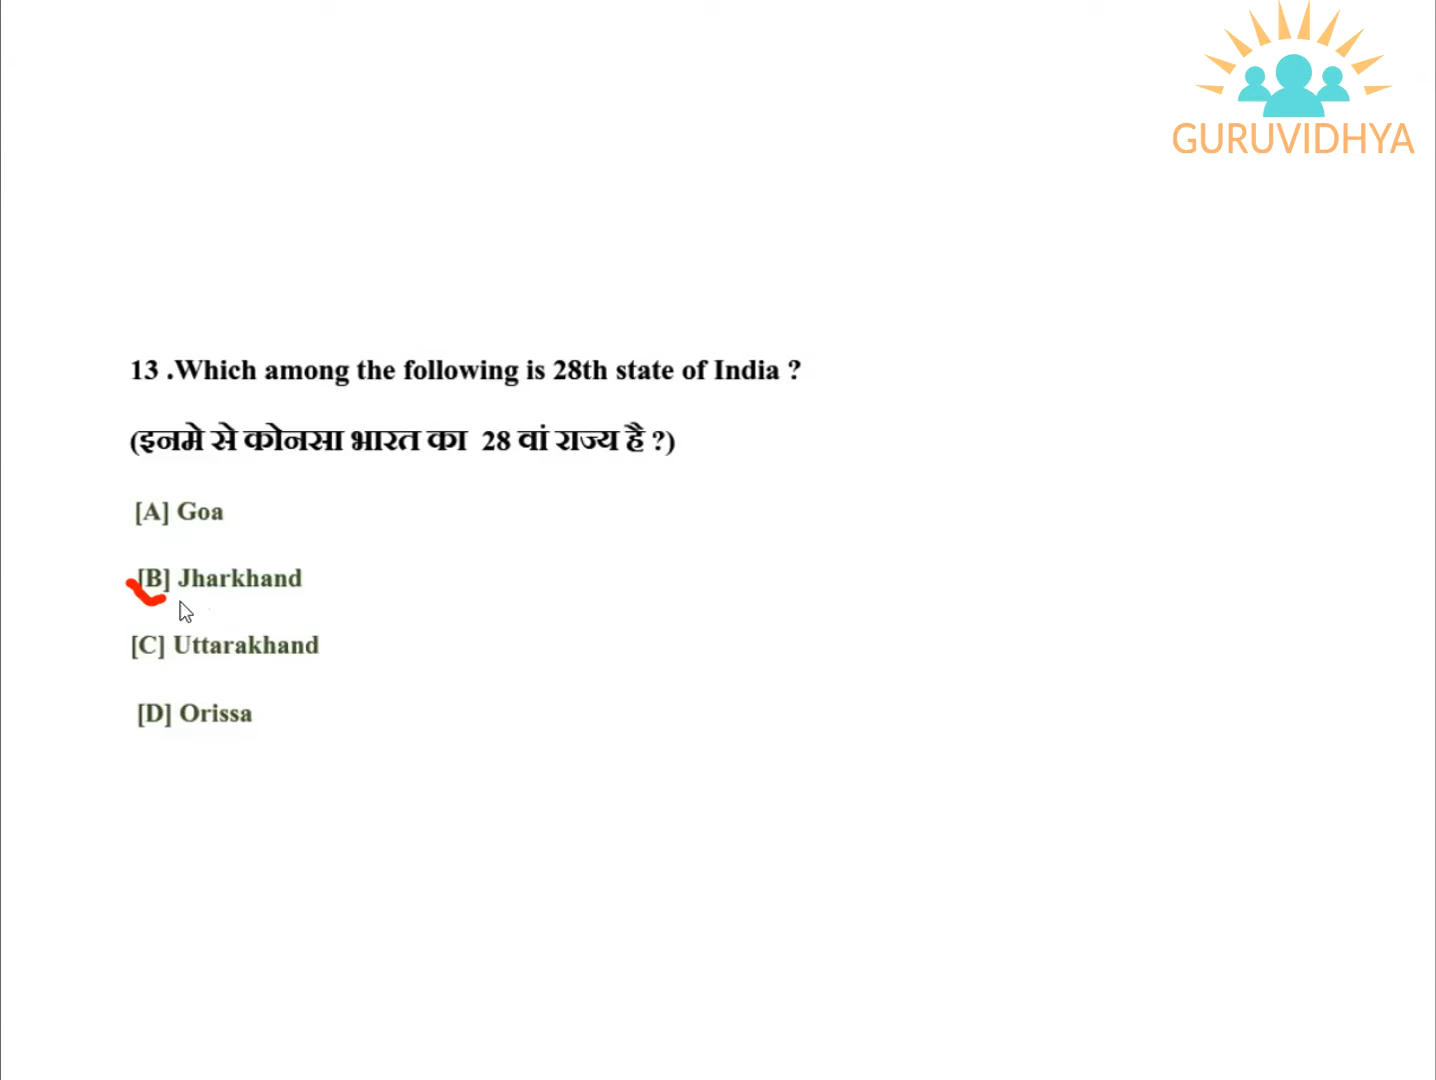 GURUVIDHYA
13 .Which among the following is 28th state of India ?
(इनमे से कोनसा भारत का 28 वां राज्य है ?)
[A] Goa
[B] Jharkhand
[C] Uttarakhand
[D] Orissa